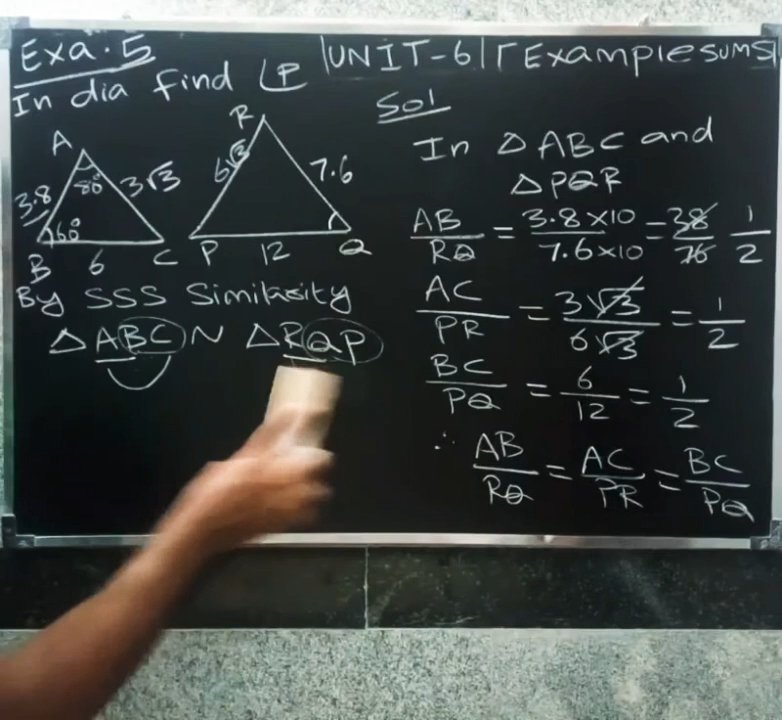 Exa.5
|UNIT-6|
Example sums
In dia find ∠P
A
80°
3.8
3√3
60°
B 6 C
R
6√3
7.6
P 12 Q
By SSS Similarity
△ABC ~ △RQP
Sol
In △ABC and
△PQR
AB/RQ = 3.8×10/7.6×10 = 38/76 1/2
AC/PR = 3√3/6√3 = 1/2
BC/PQ = 6/12 = 1/2
∴ AB/RQ = AC/PR = BC/PQ